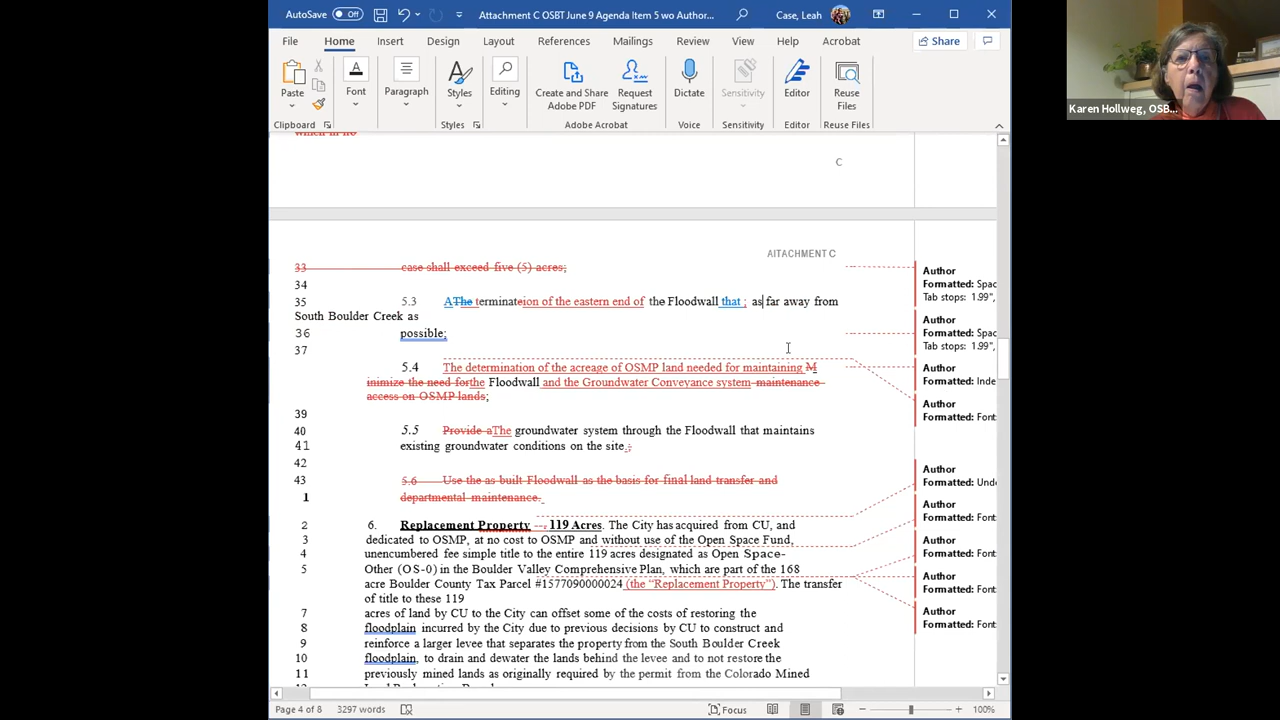 AutoSave Off Attachment C OSBT June 9 Agenda Item 5 wo Author... Case, Leah
File Home Insert Design Layout References Mailings Review View Help Acrobat Share
Paste Font Paragraph Styles Editing Create and Share Adobe PDF Request Signatures Dictate Sensitivity Editor Reuse Files
Clipboard Styles Adobe Acrobat Voice Sensitivity Editor Reuse Files
Karen Hollweg, OSB...
which in no
C
AITACHMENT C
33 case shall exceed five (5) acres;
34
35 5.3 AThe terminateion of the eastern end of the Floodwall that ; as far away from
South Boulder Creek as
36 possible;
37
5.4 The determination of the acreage of OSMP land needed for maintaining M
inimize the need forthe Floodwall and the Groundwater Conveyance system maintenance
access on OSMP lands;
39
40 5.5 Provide aThe groundwater system through the Floodwall that maintains
41 existing groundwater conditions on the site.;
42
43 5.6 Use the as built Floodwall as the basis for final land transfer and
1 departmental maintenance.
2 6. Replacement Property --, 119 Acres. The City has acquired from CU, and
3 dedicated to OSMP, at no cost to OSMP and without use of the Open Space Fund,
4 unencumbered fee simple title to the entire 119 acres designated as Open Space-
5 Other (OS-0) in the Boulder Valley Comprehensive Plan, which are part of the 168
acre Boulder County Tax Parcel #1577090000024 (the “Replacement Property”). The transfer
of title to these 119
7 acres of land by CU to the City can offset some of the costs of restoring the
8 floodplain incurred by the City due to previous decisions by CU to construct and
9 reinforce a larger levee that separates the property from the South Boulder Creek
10 floodplain, to drain and dewater the lands behind the levee and to not restore the
11 previously mined lands as originally required by the permit from the Colorado Mined
Author
Formatted: Spac
Tab stops: 1.99",
Author
Formatted: Spac
Tab stops: 1.99",
Author
Formatted: Inde
Author
Formatted: Font
Author
Formatted: Unde
Author
Formatted: Font
Author
Formatted: Font
Author
Formatted: Font
Author
Formatted: Font
Page 4 of 8 3297 words Focus 100%